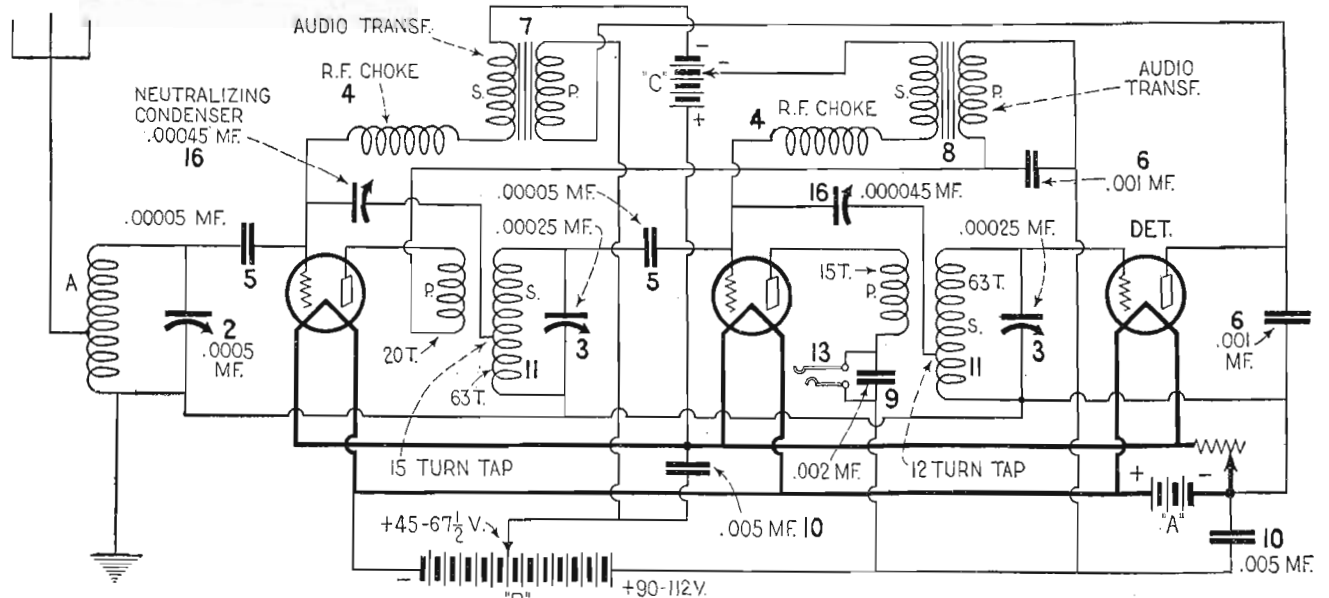 7
AUDIO TRANSF.
R.F. CHOKE
4
S.
P.
"C"
-
-
+
4
R.F. CHOKE
S.
P.
8
AUDIO
TRANSF.
NEUTRALIZING
CONDENSER
.00045 MF.
16
6
.001 MF.
.00005 MF.
.00025 MF.
16
.000045 MF.
.00005 MF.
5
5
.00025 MF.
DET.
A
2
.0005
MF.
P.
20 T.
S.
63 T.
11
3
15 T.
P.
13
9
63 T.
S.
11
3
6
.001
MF.
15 TURN TAP
.002 MF.
12 TURN TAP
+
-
"A"
+45-67½ V.
.005 MF. 10
10
.005 MF.
-
+90-112 V.